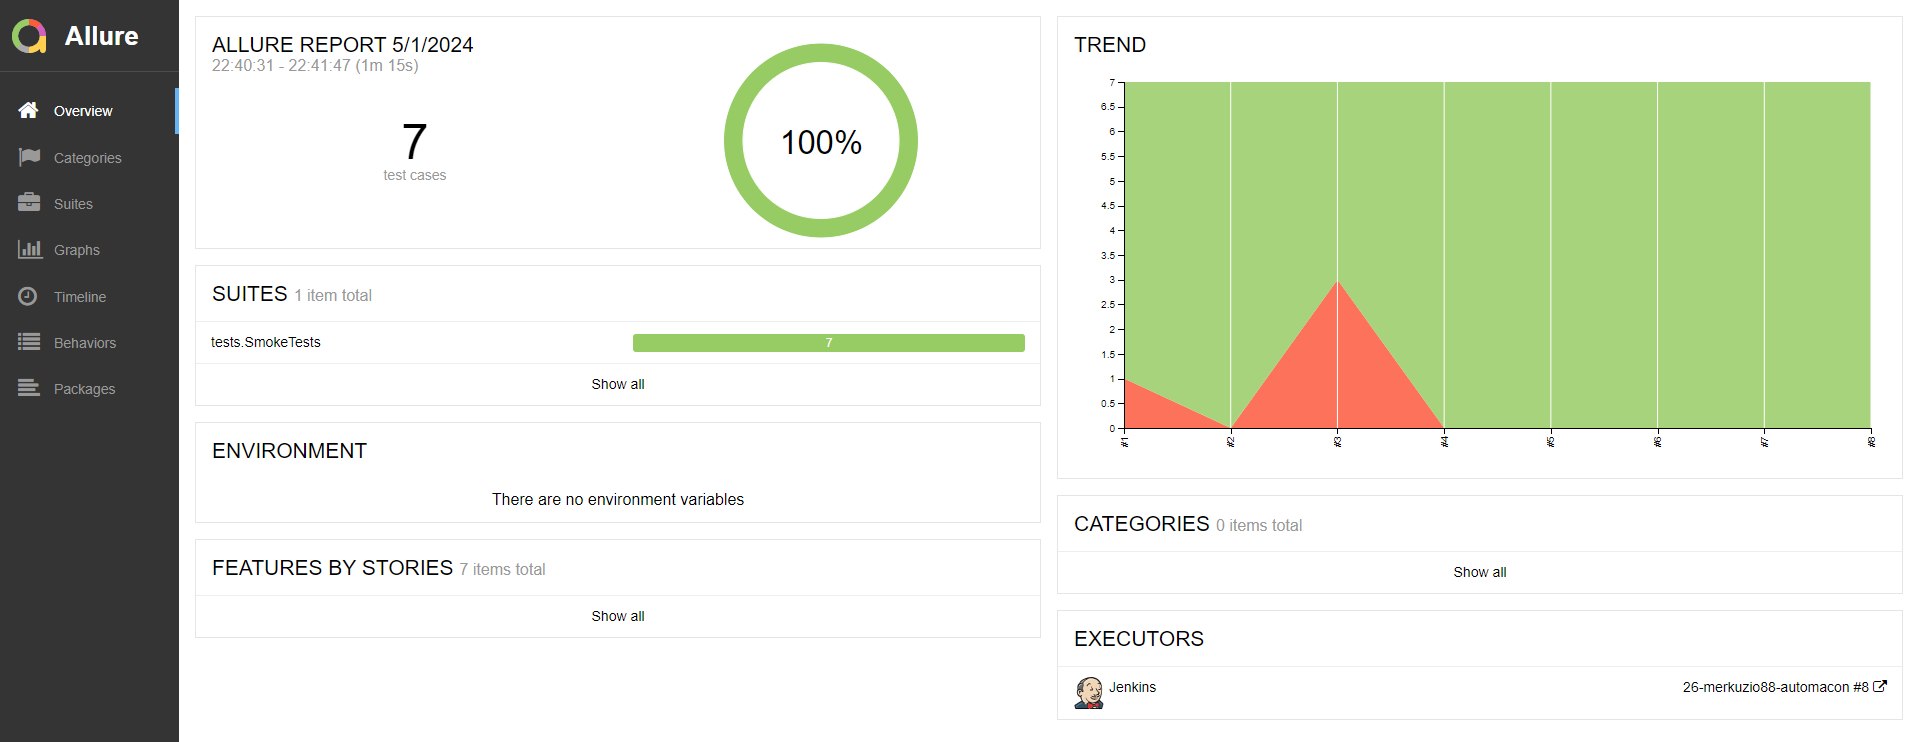 Allure
Overview
Categories
Suites
Graphs
Timeline
Behaviors
Packages
ALLURE REPORT 5/1/2024
22:40:31 - 22:41:47 (1m 15s)
7
test cases
100%
SUITES 1 item total
tests.SmokeTests 7
Show all
ENVIRONMENT
There are no environment variables
FEATURES BY STORIES 7 items total
Show all
TREND
7
6.5
6
5.5
5
4.5
4
3.5
3
2.5
2
1.5
1
0.5
0
#1 #2 #3 #4 #5 #6 #7 #8
CATEGORIES 0 items total
Show all
EXECUTORS
Jenkins 26-merkuzio88-automacon #8